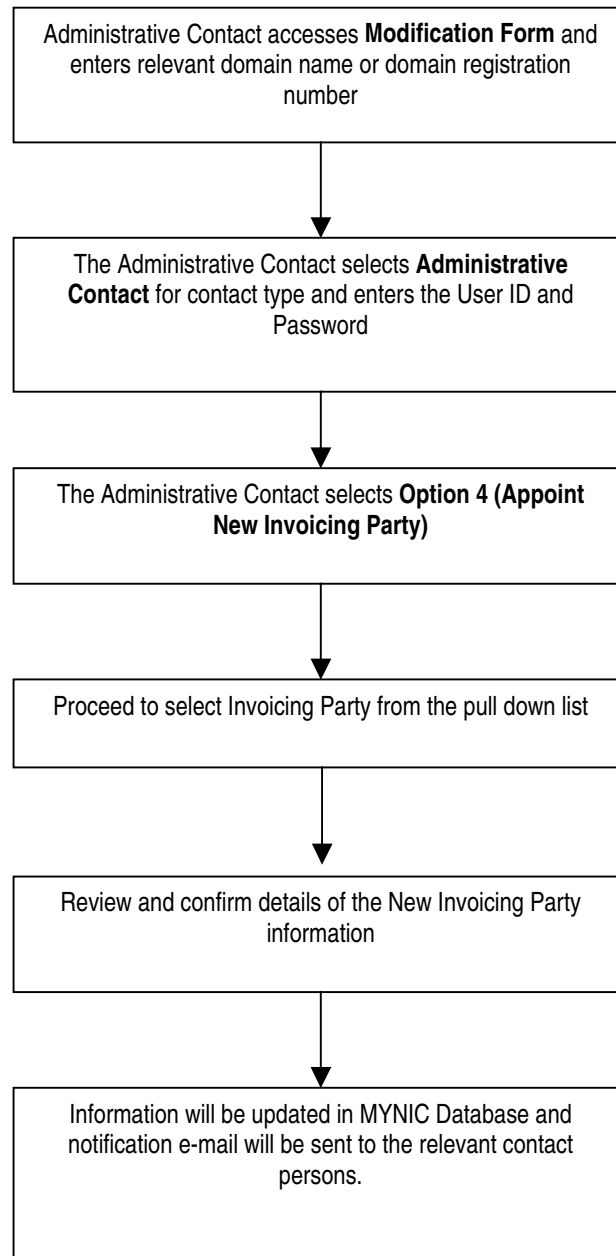 Administrative Contact accesses Modification Form and
enters relevant domain name or domain registration
number
The Administrative Contact selects Administrative
Contact for contact type and enters the User ID and
Password
The Administrative Contact selects Option 4 (Appoint
New Invoicing Party)
Proceed to select Invoicing Party from the pull down list
Review and confirm details of the New Invoicing Party
information
Information will be updated in MYNIC Database and
notification e-mail will be sent to the relevant contact
persons.